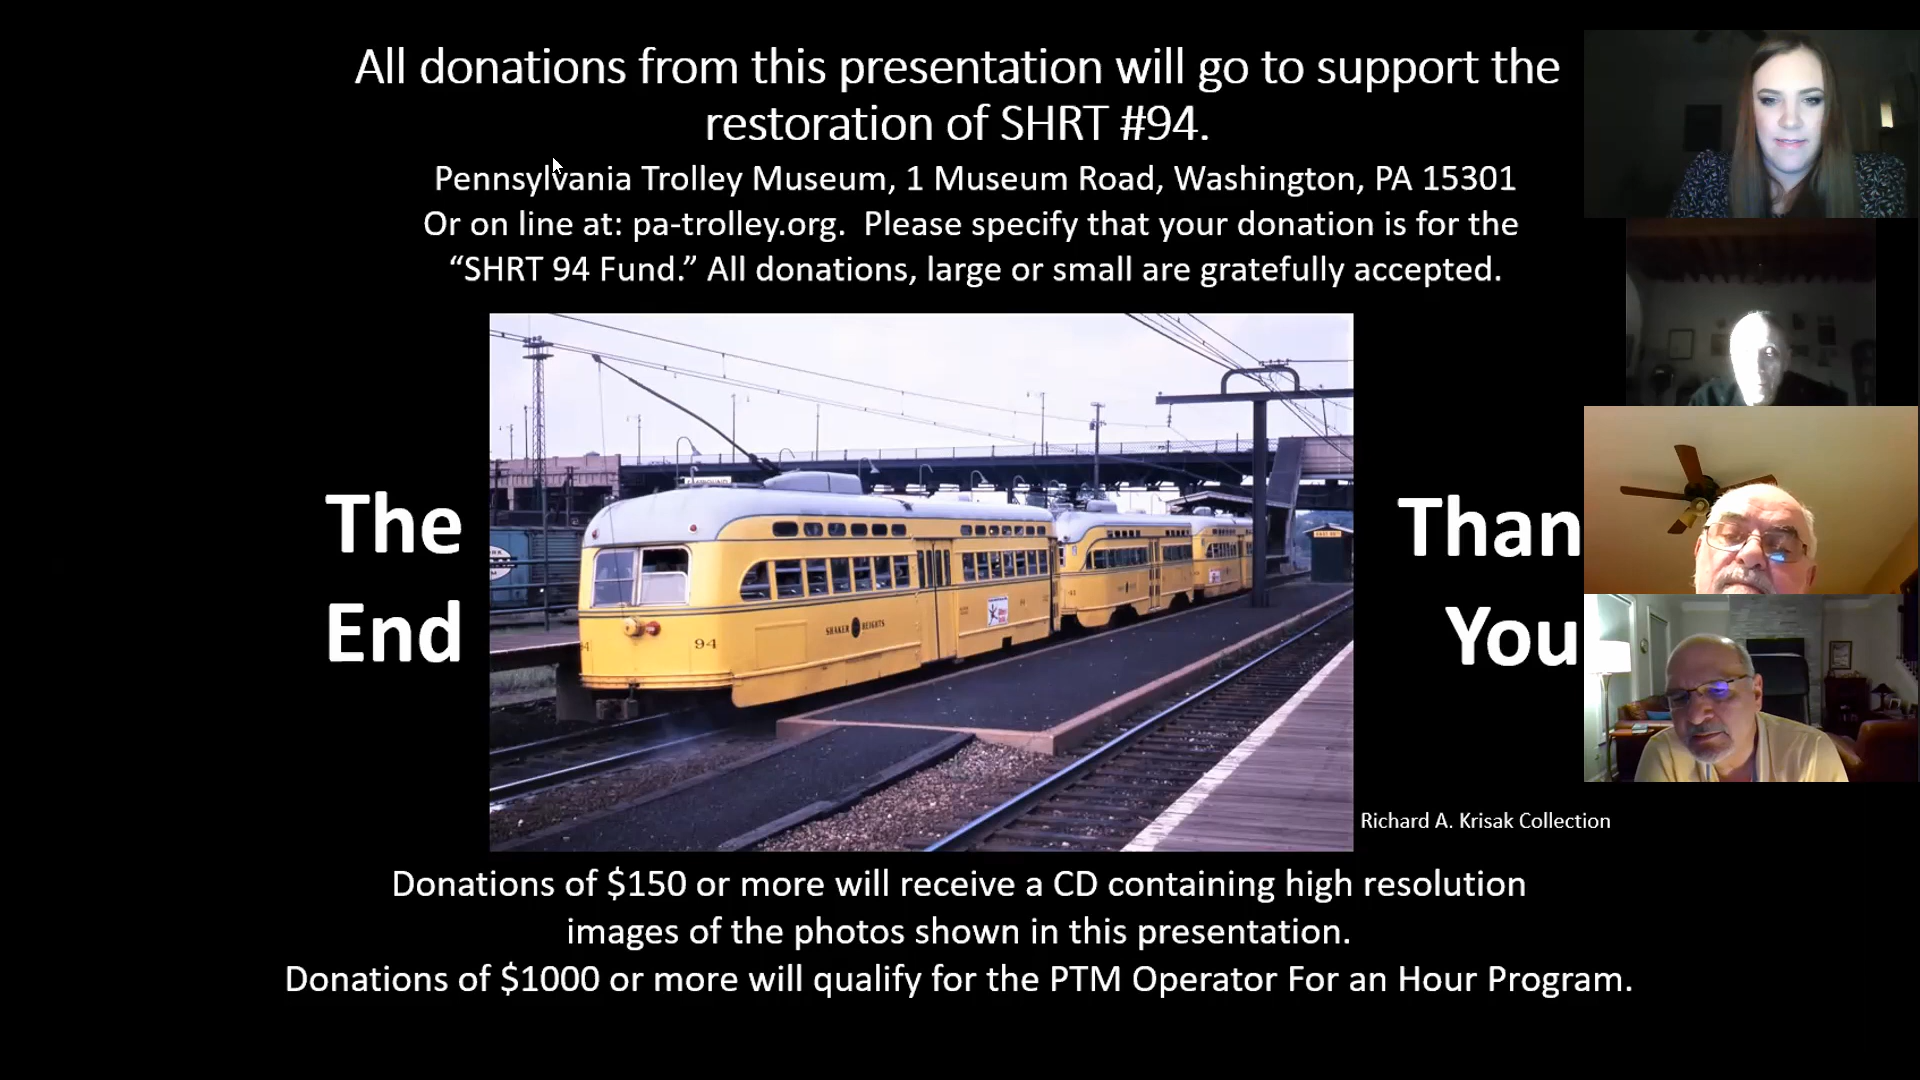 All donations from this presentation will go to support the
restoration of SHRT #94.
Pennsylvania Trolley Museum, 1 Museum Road, Washington, PA 15301
Or on line at: pa-trolley.org. Please specify that your donation is for the
“SHRT 94 Fund.” All donations, large or small are gratefully accepted.
The
End
SHAKER HEIGHTS
94
Than
You
Richard A. Krisak Collection
Donations of $150 or more will receive a CD containing high resolution
images of the photos shown in this presentation.
Donations of $1000 or more will qualify for the PTM Operator For an Hour Program.